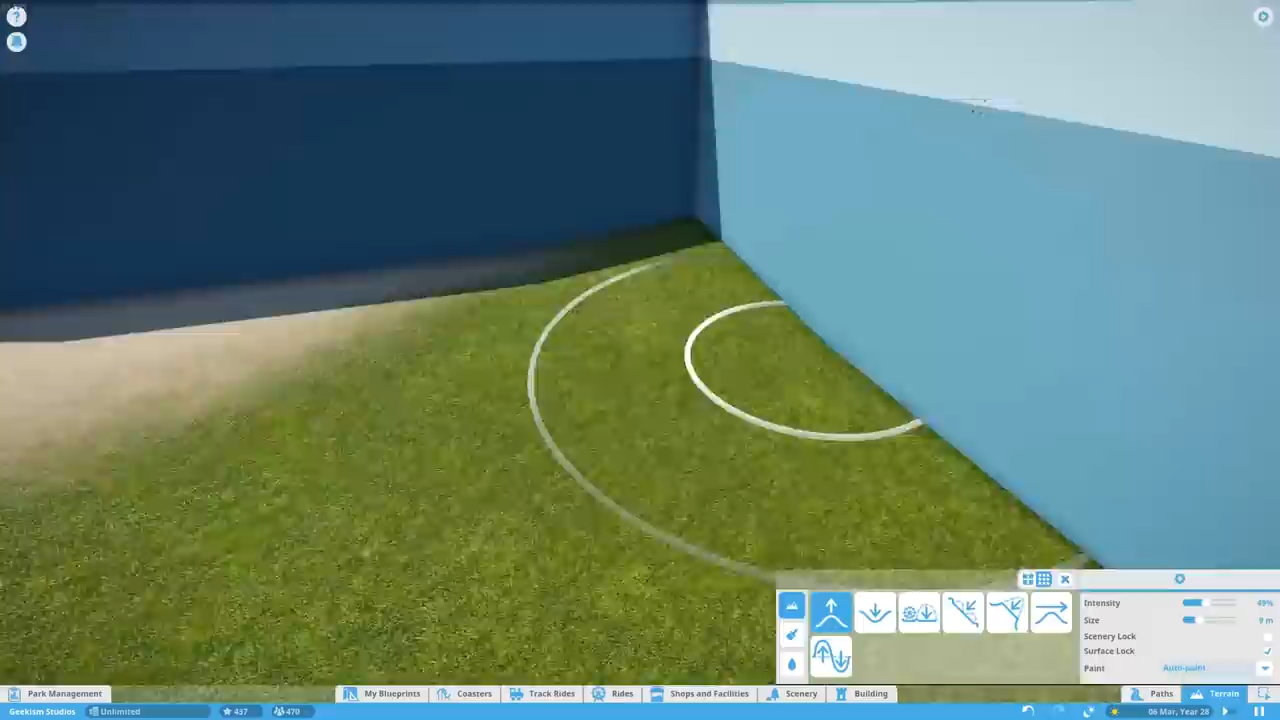 ?
Intensity 49%
Size 9 m
Scenery Lock
Surface Lock
Paint Auto-paint
Park Management My Blueprints Coasters Track Rides Rides Shops and Facilities Scenery Building Paths Terrain
Geekism Studios Unlimited 437 470 06 Mar, Year 28